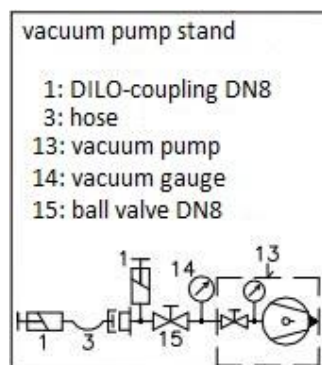 vacuum pump stand
1: DILO-coupling DN8
3: hose
13: vacuum pump
14: vacuum gauge
15: ball valve DN8
1
14
13
1
3
15